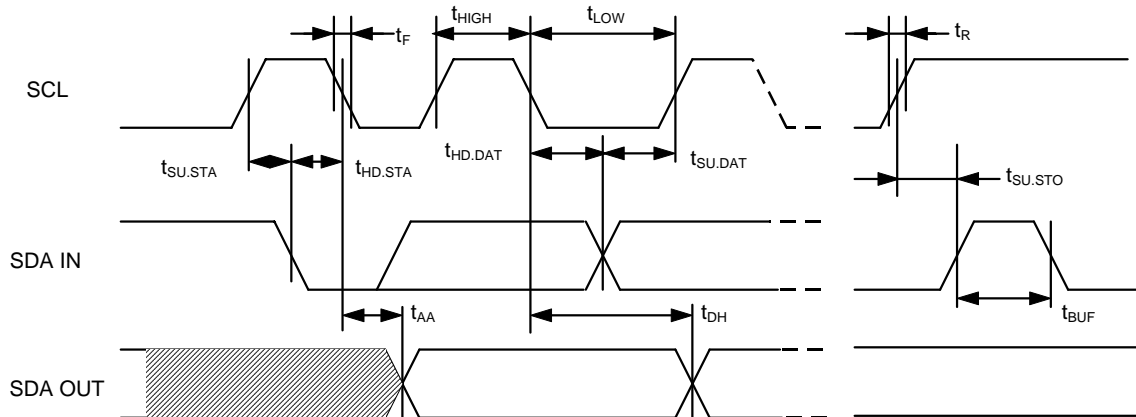 tHIGH
tLOW
tF
tR
SCL
tSU.STA
tHD.STA
tHD.DAT
tSU.DAT
tSU.STO
SDA IN
tAA
tDH
tBUF
SDA OUT